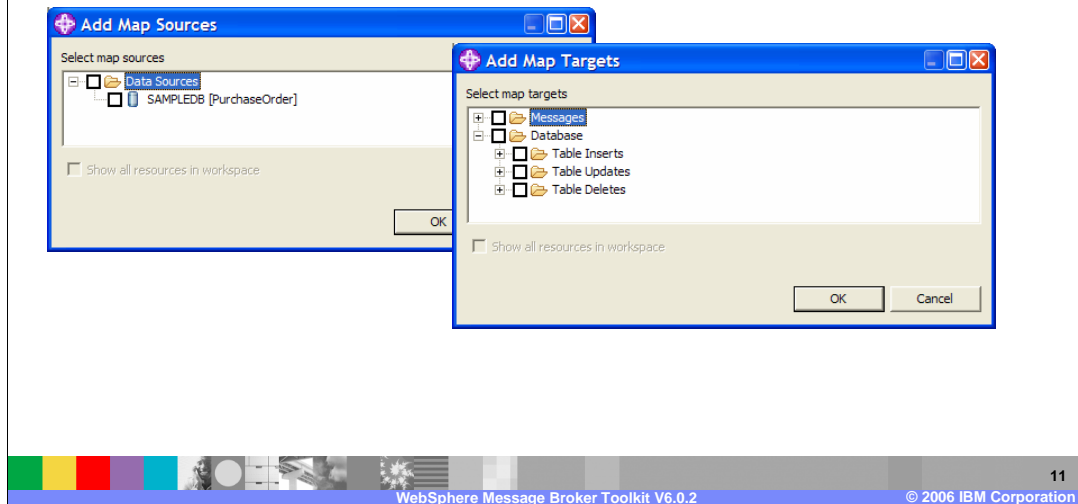 Add Map Sources
Select map sources
Data Sources
SAMPLEDB [PurchaseOrder]
Show all resources in workspace
OK
Add Map Targets
Select map targets
Messages
Database
Table Inserts
Table Updates
Table Deletes
Show all resources in workspace
OK Cancel
11
WebSphere Message Broker Toolkit V6.0.2 © 2006 IBM Corporation